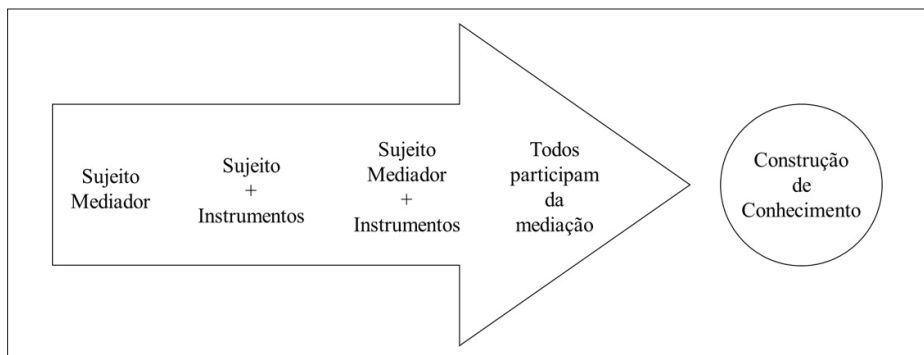 Sujeito
Mediador
Sujeito
+
Instrumentos
Sujeito
Mediador
+
Instrumentos
Todos
participam
da
mediação
Construção
de
Conhecimento